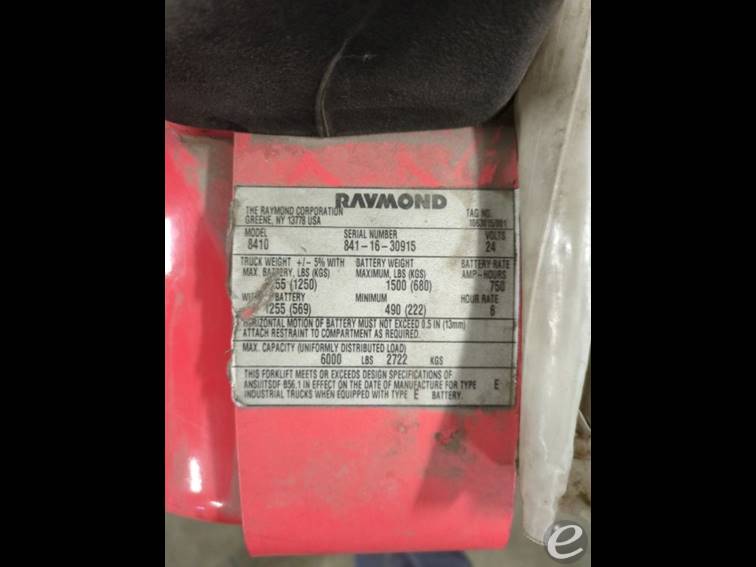 RAYMOND
THE RAYMOND CORPORATION
GREENE, NY 13778 USA
TAG NO.
MODEL SERIAL NUMBER VOLTS
8410 841-16-30915 24
TRUCK WEIGHT +/- 5% WITH BATTERY WEIGHT BATTERY RATE
MAX. BATTERY, LBS (KGS) MAXIMUM, LBS (KGS) AMP-HOURS
(1250) 1500 (680) 750
BATTERY MINIMUM HOUR RATE
1255 (569) 490 (222) 6
HORIZONTAL MOTION OF BATTERY MUST NOT EXCEED 0.5 IN (13mm)
ATTACH RESTRAINT TO COMPARTMENT AS REQUIRED.
MAX. CAPACITY (UNIFORMLY DISTRIBUTED LOAD)
6000 LBS 2722 KGS
THIS FORKLIFT MEETS OR EXCEEDS DESIGN SPECIFICATIONS OF
ANSI/ITSDF B56.1 IN EFFECT ON THE DATE OF MANUFACTURE FOR TYPE E
INDUSTRIAL TRUCKS WHEN EQUIPPED WITH TYPE E BATTERY.
e